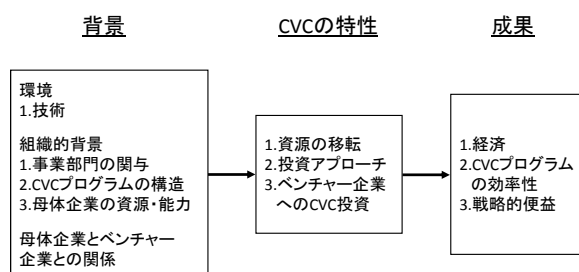 背景
環境
1.技術
組織的背景
1.事業部門の関与
2.CVCプログラムの構造
3.母体企業の資源・能力
母体企業とベンチャー
企業との関係
CVCの特性
1.資源の移転
2.投資アプローチ
3.ベンチャー企業
へのCVC投資
成果
1.経済
2.CVCプログラム
の効率性
3.戦略的便益